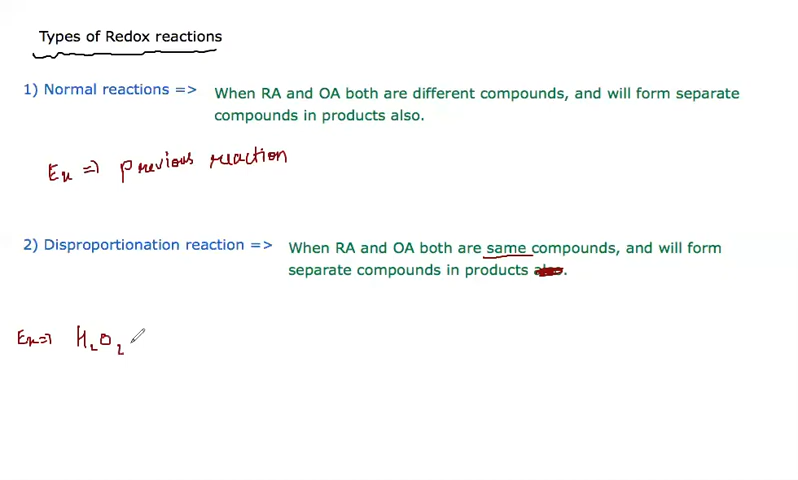 Types of Redox reactions
1) Normal reactions => When RA and OA both are different compounds, and will form separate
compounds in products also.
Ex => Previous reaction
2) Disproportionation reaction => When RA and OA both are same compounds, and will form
separate compounds in products also.
Ex => H₂O₂